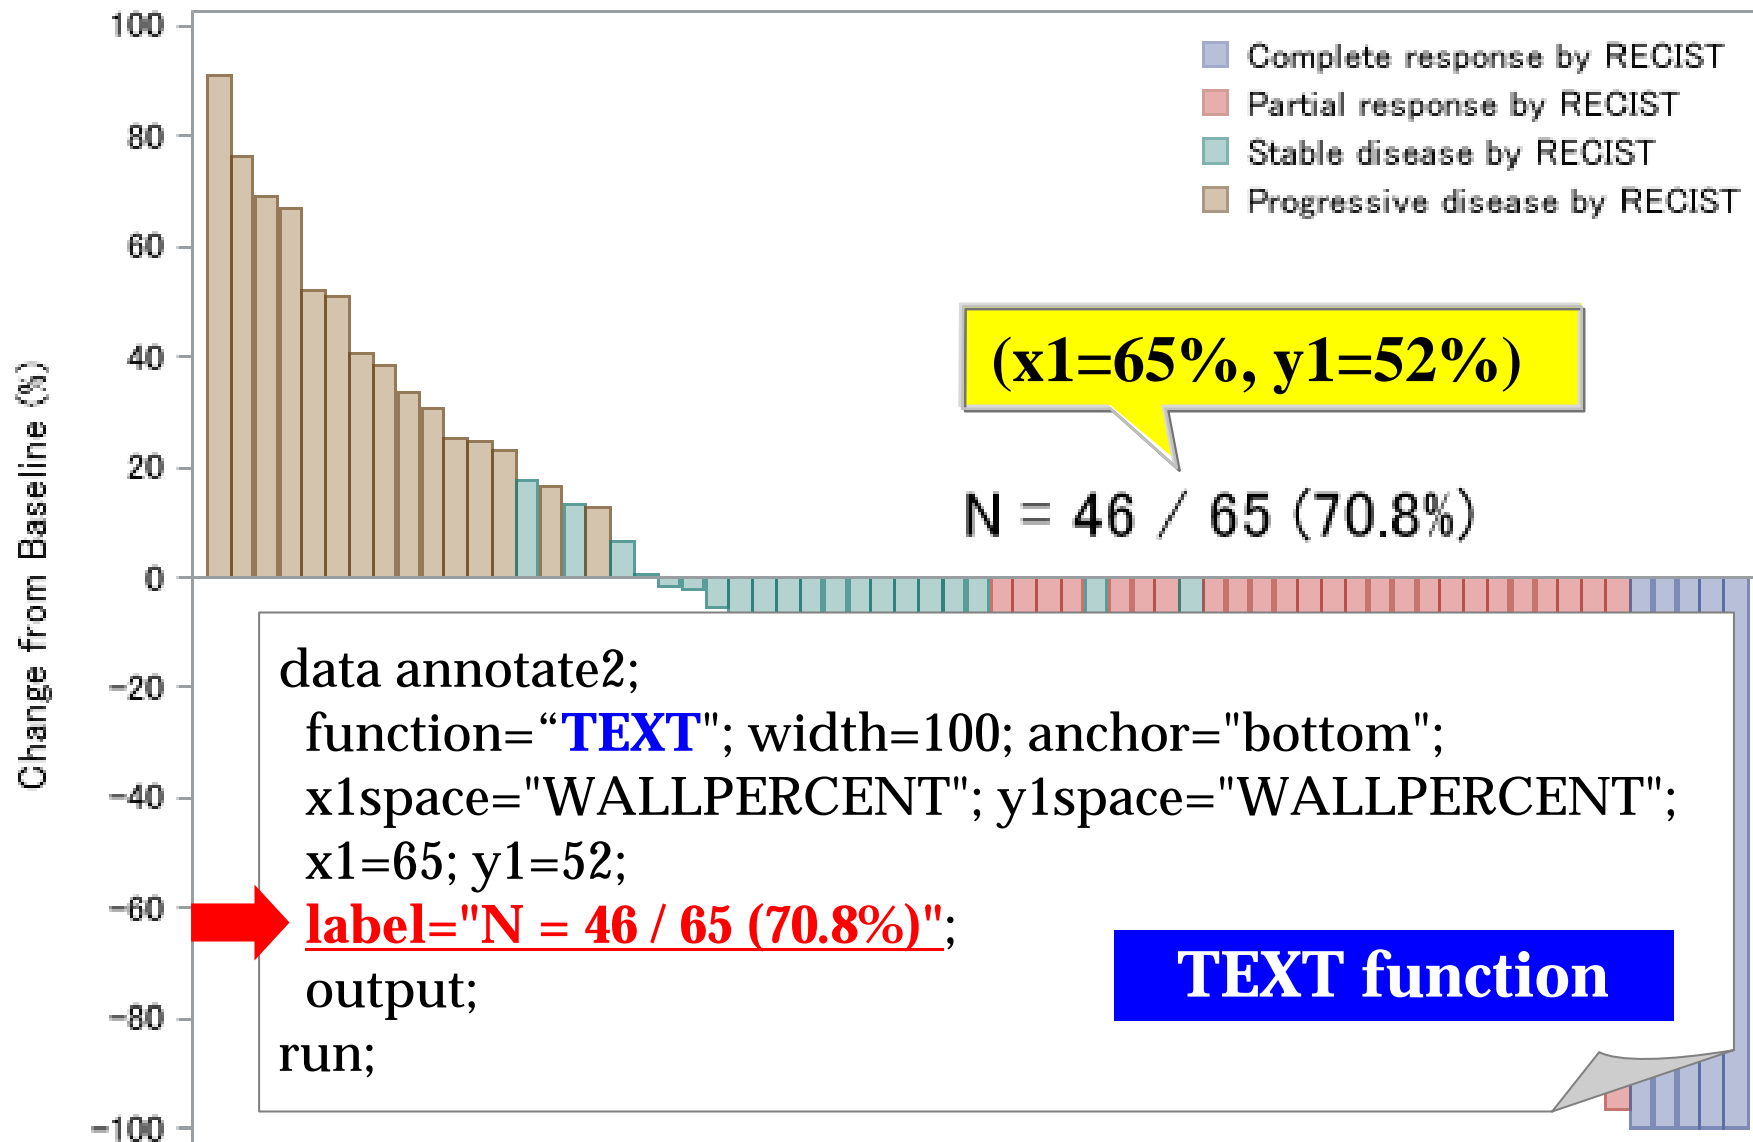 100
80
60
40
20
0
-20
-40
-60
-80
-100
Change from Baseline (%)
Complete response by RECIST
Partial response by RECIST
Stable disease by RECIST
Progressive disease by RECIST
(x1=65%, y1=52%)
N = 46 / 65 (70.8%)
data annotate2;
function=“TEXT"; width=100; anchor="bottom";
x1space="WALLPERCENT"; y1space="WALLPERCENT";
x1=65; y1=52;
label="N = 46 / 65 (70.8%)";
output;
run;
TEXT function